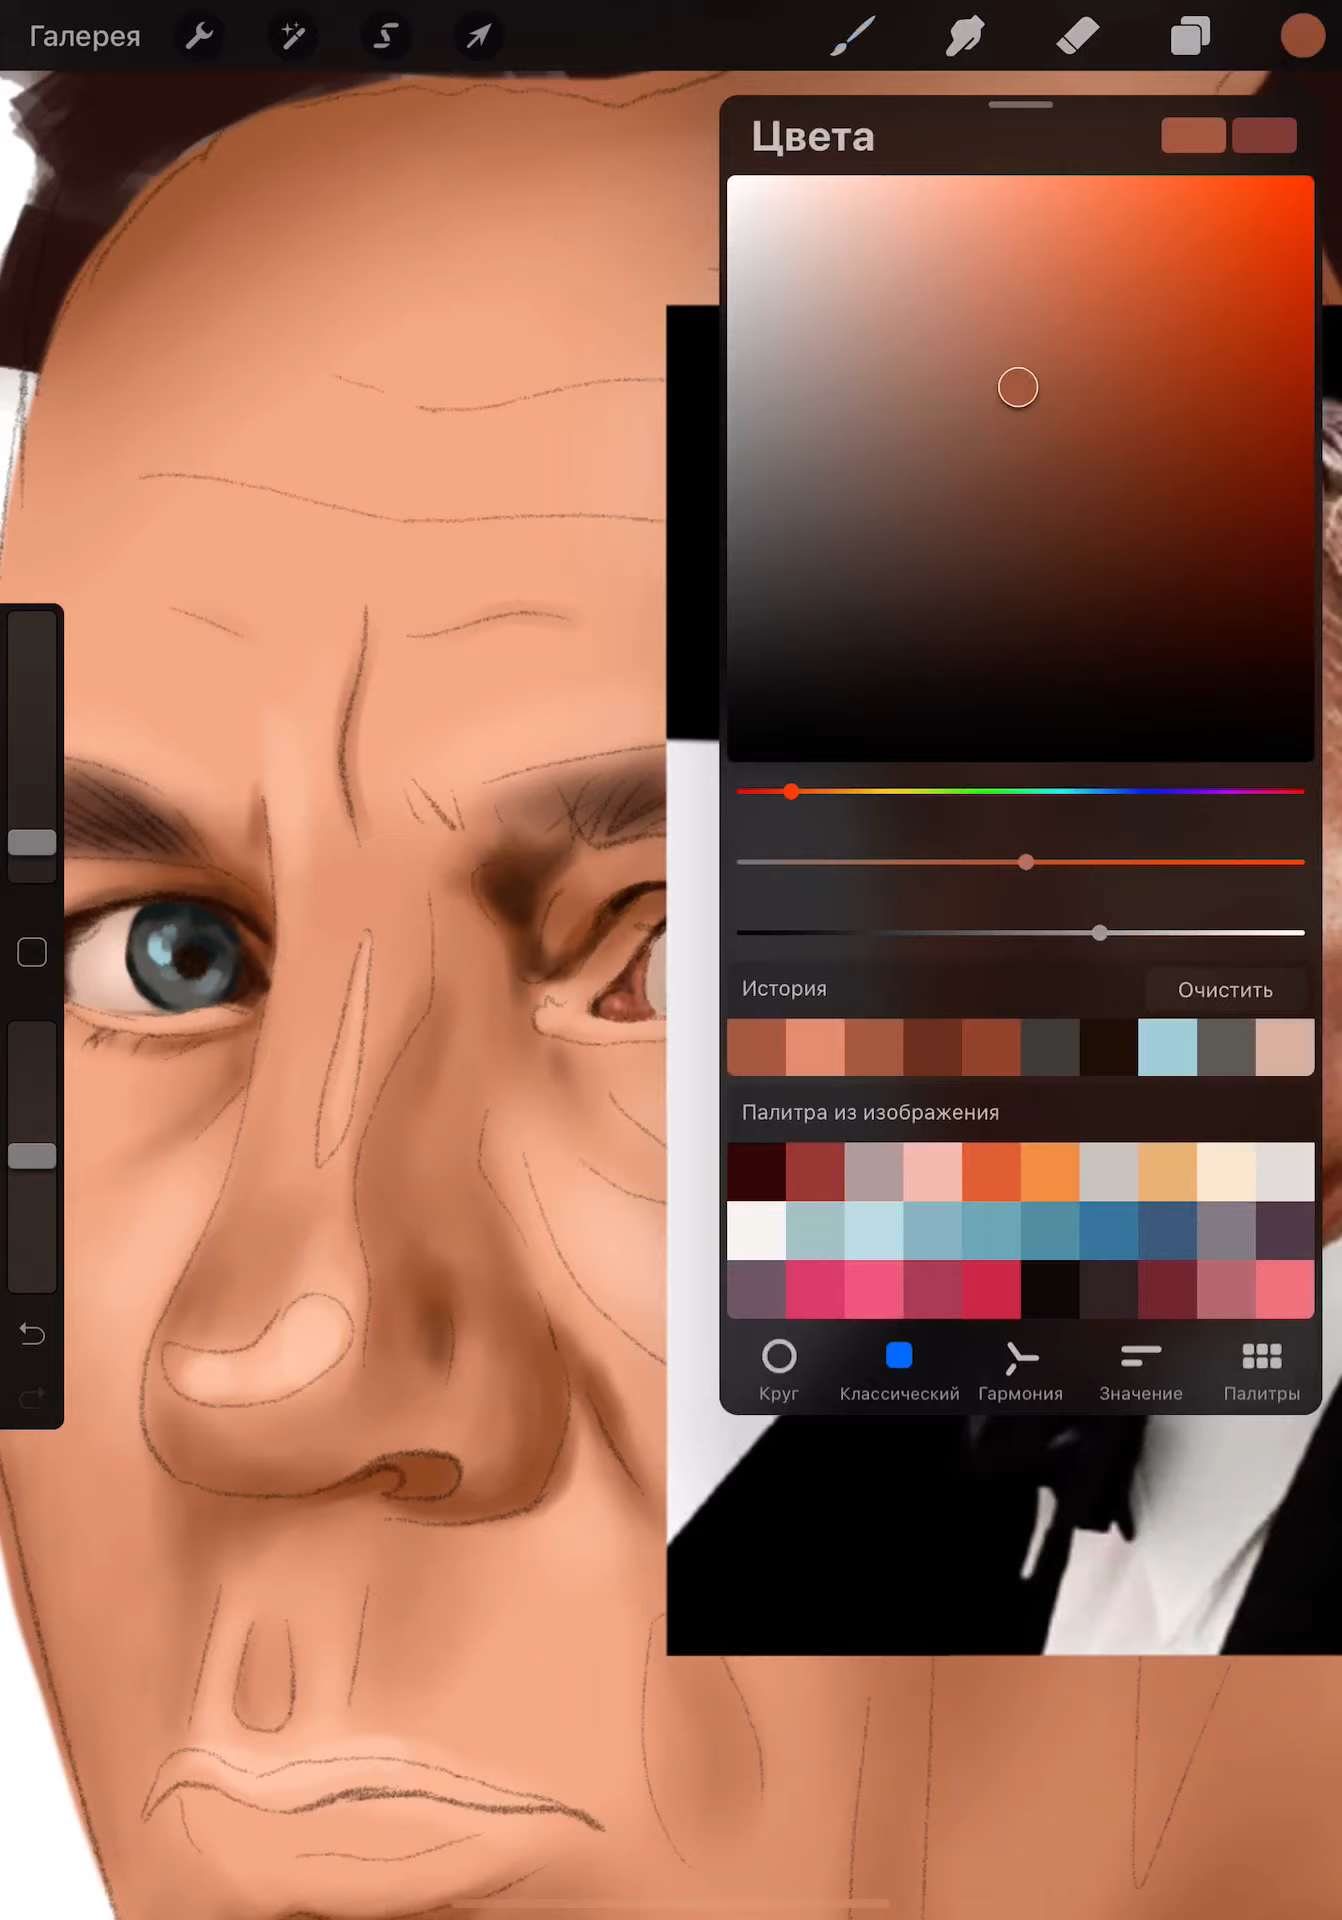 Галерея
Цвета
История
Очистить
Палитра из изображения
Круг
Классический
Гармония
Значение
Палитры